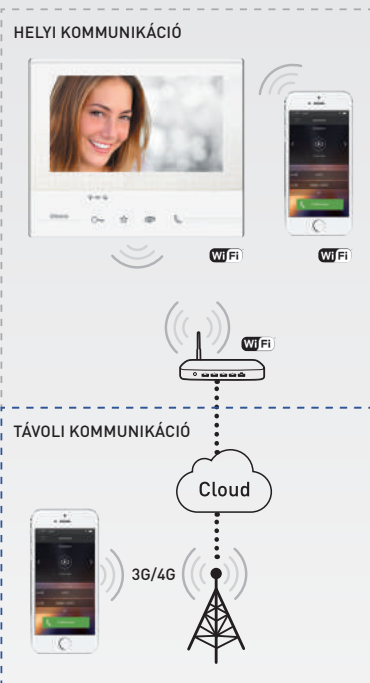 HELYI KOMMUNIKÁCIÓ
WiFi
WiFi
WiFi
TÁVOLI KOMMUNIKÁCIÓ
Cloud
3G/4G